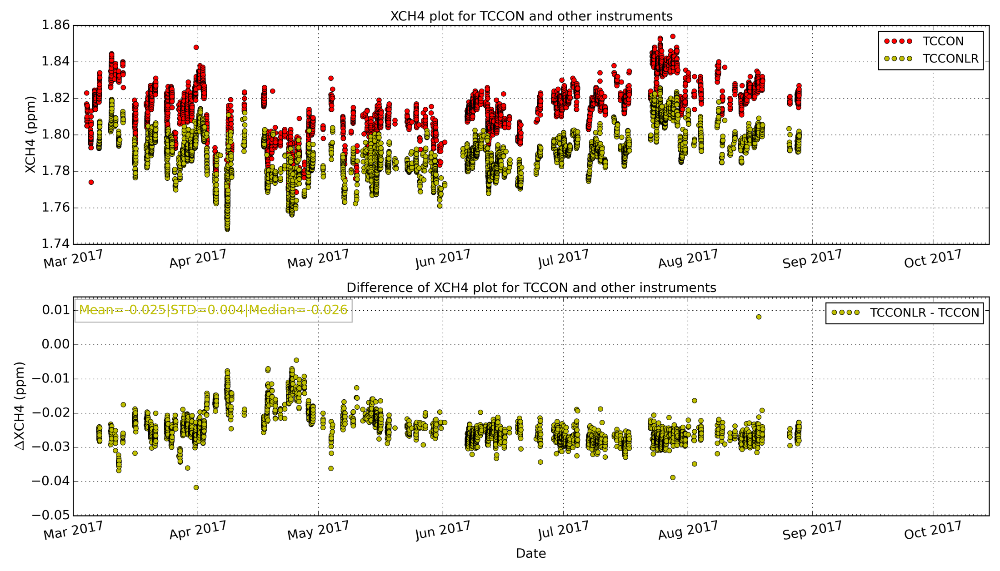 XCH4 plot for TCCON and other instruments
XCH4 (ppm)
1.86
1.84
1.82
1.80
1.78
1.76
1.74
TCCON
TCCONLR
Mar 2017 Apr 2017 May 2017 Jun 2017 Jul 2017 Aug 2017 Sep 2017 Oct 2017
Difference of XCH4 plot for TCCON and other instruments
ΔXCH4 (ppm)
0.01
0.00
−0.01
−0.02
−0.03
−0.04
−0.05
Mean=-0.025|STD=0.004|Median=-0.026
TCCONLR - TCCON
Mar 2017 Apr 2017 May 2017 Jun 2017 Jul 2017 Aug 2017 Sep 2017 Oct 2017
Date